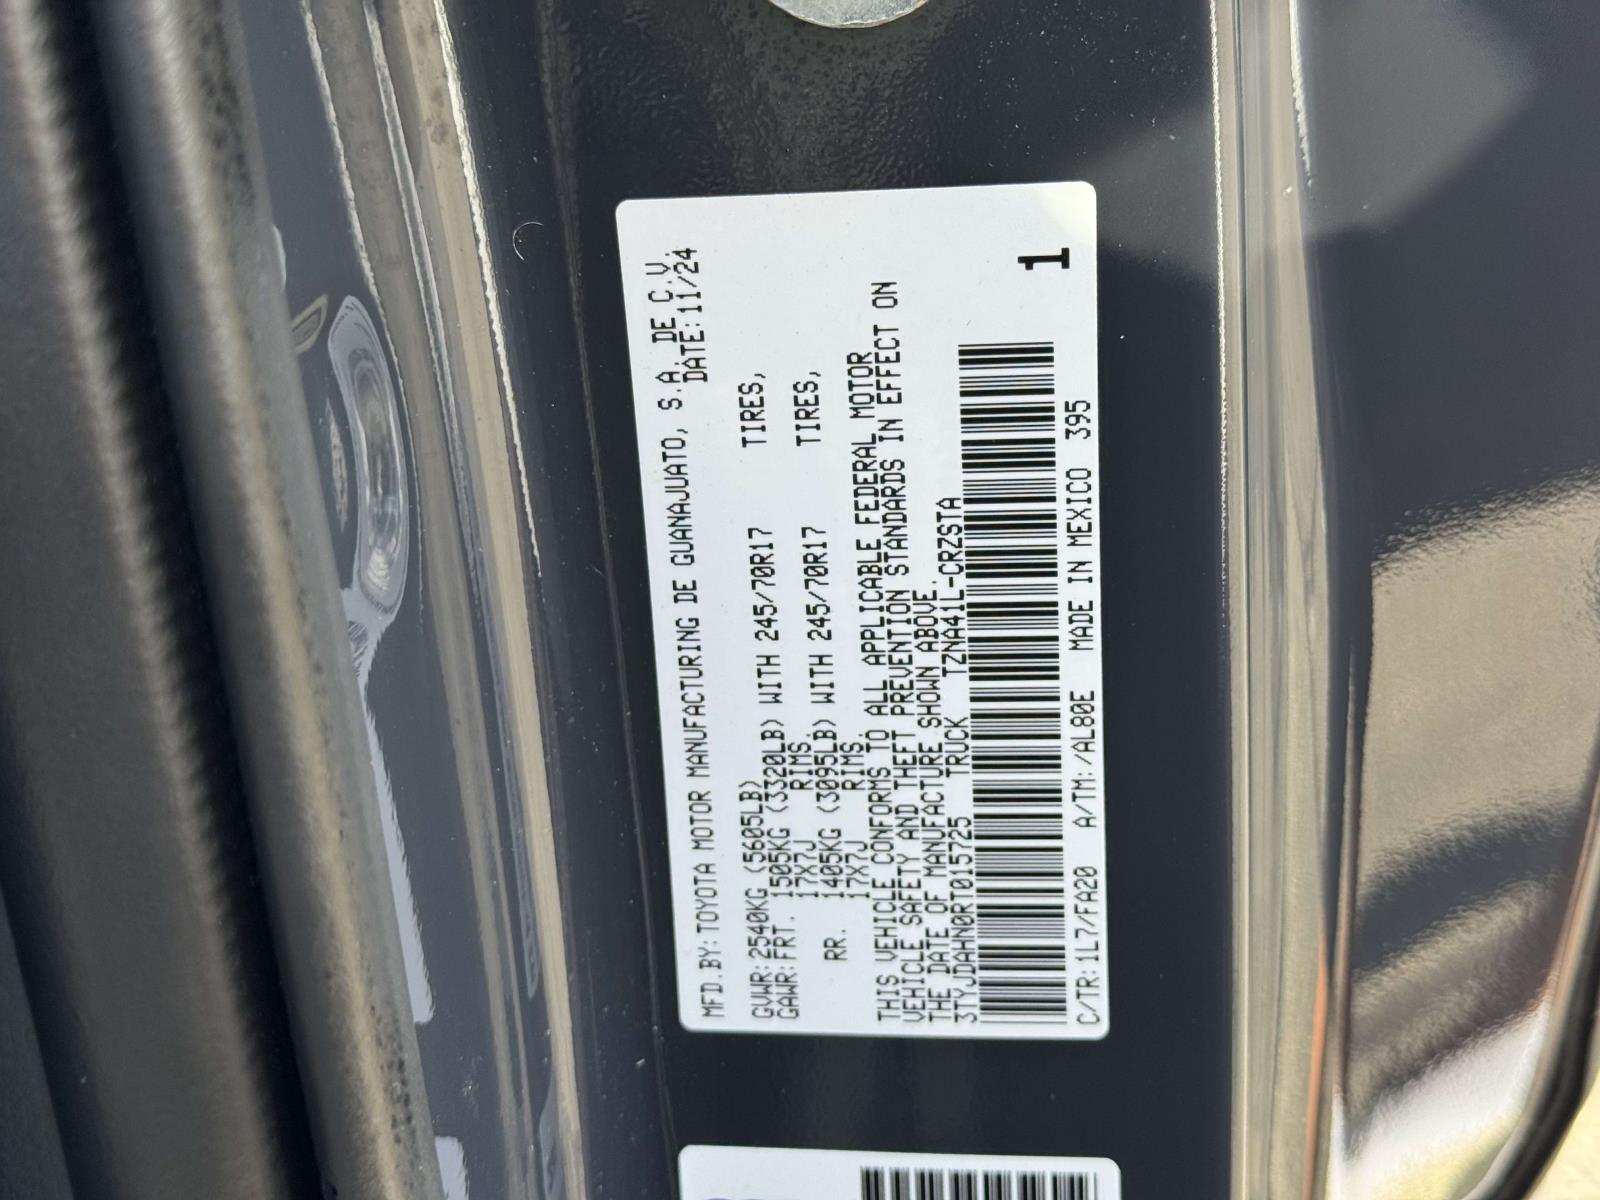 MFD.BY:TOYOTA MOTOR MANUFACTURING DE GUANAJUATO, S.A. DE C.V.
DATE:11/24
GVWR:2540KG (5605LB)
GAWR:FRT. 1505KG (3320LB) WITH 245/70R17 TIRES,
17X7J RIMS,
RR. 1405KG (3095LB) WITH 245/70R17 TIRES,
17X7J RIMS,
THIS VEHICLE CONFORMS TO ALL APPLICABLE FEDERAL MOTOR
VEHICLE SAFETY AND THEFT PREVENTION STANDARDS IN EFFECT ON
THE DATE OF MANUFACTURE SHOWN ABOVE.
3TYJDAHN0RT015725 TRUCK TZNA41L-CRZSTA
1
C/TR:1L7/FA20 A/TM:/AL80E MADE IN MEXICO 395